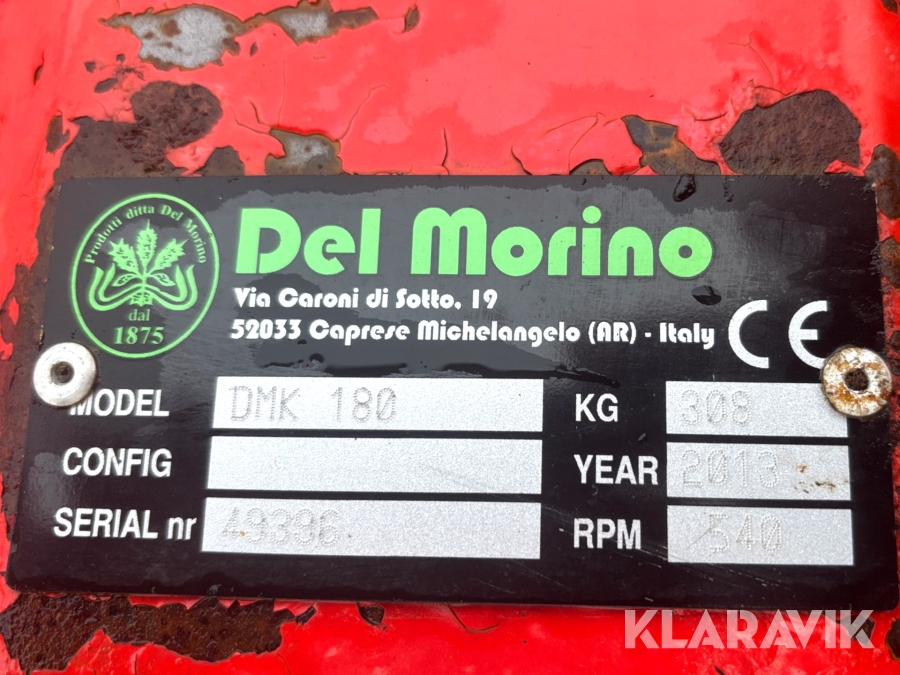 Prodotti ditta Del Morino
dal
1875
Del Morino
Via Caroni di Sotto, 19
52033 Caprese Michelangelo (AR) - Italy
CE
MODEL DMK 180 KG 308
CONFIG YEAR 2013
SERIAL nr 49396 RPM 540
KLARAVIK